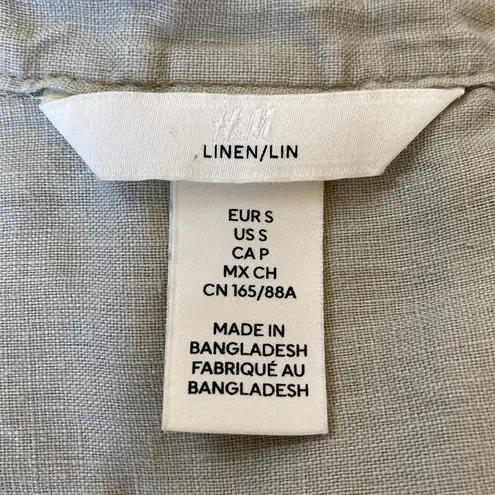 H&M
LINEN/LIN
EUR S
US S
CA P
MX CH
CN 165/88A
MADE IN
BANGLADESH
FABRIQUÉ AU
BANGLADESH